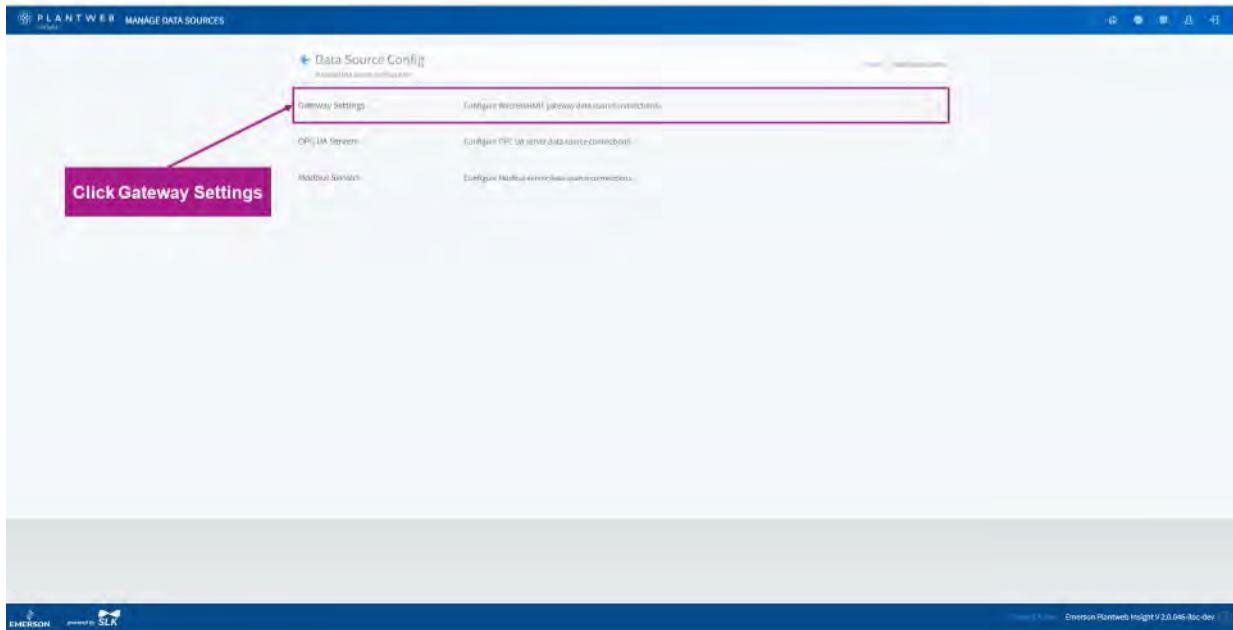 PLANTWEB MANAGE DATA SOURCES
Data Source Config
Gateway Settings Configure WirelessHART gateway data source connections.
OPC UA Servers Configure OPC UA server data source connections.
Modbus Servers Configure Modbus server data source connections.
Click Gateway Settings
EMERSON powered by SLK
Emerson Plantweb Insight V 2.0.046-doc-dev